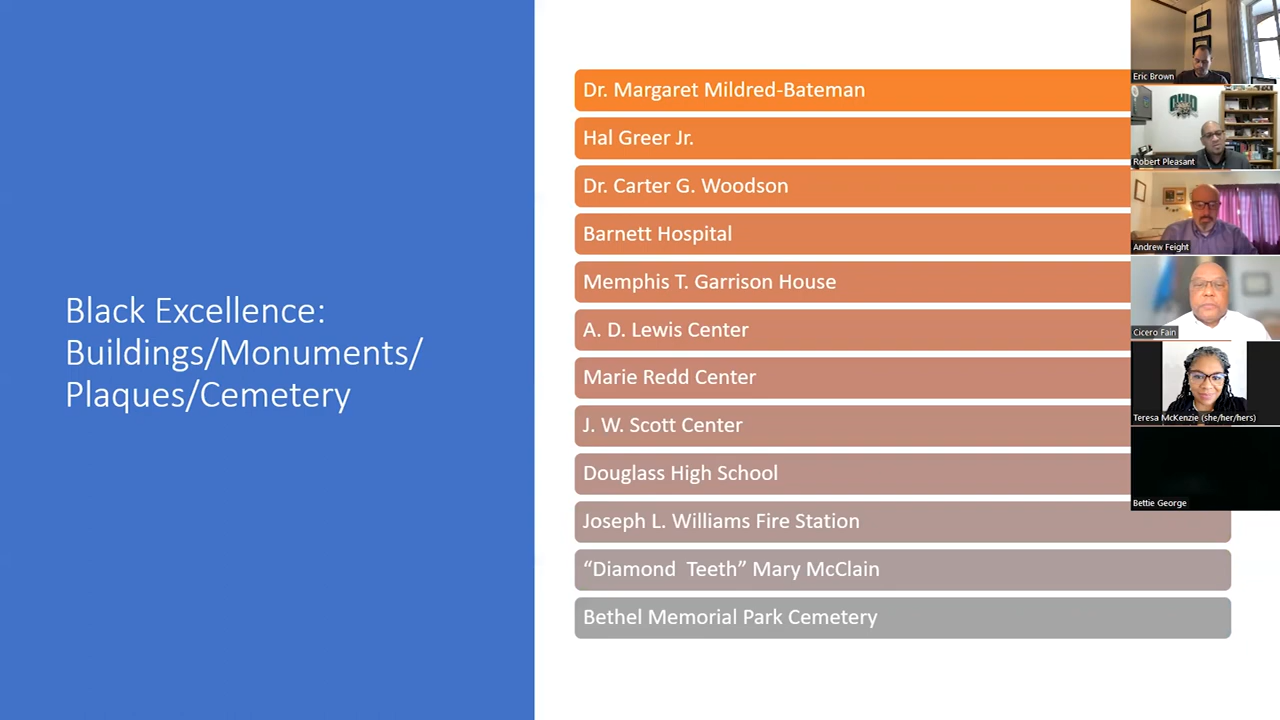 Black Excellence:
Buildings/Monuments/
Plaques/Cemetery
Dr. Margaret Mildred-Bateman
Hal Greer Jr.
Dr. Carter G. Woodson
Barnett Hospital
Memphis T. Garrison House
A. D. Lewis Center
Marie Redd Center
J. W. Scott Center
Douglass High School
Joseph L. Williams Fire Station
“Diamond  Teeth” Mary McClain
Bethel Memorial Park Cemetery
Eric Brown
OHIO
Robert Pleasant
Andrew Feight
Cicero Fain
Teresa McKenzie (she/her/hers)
Bettie George